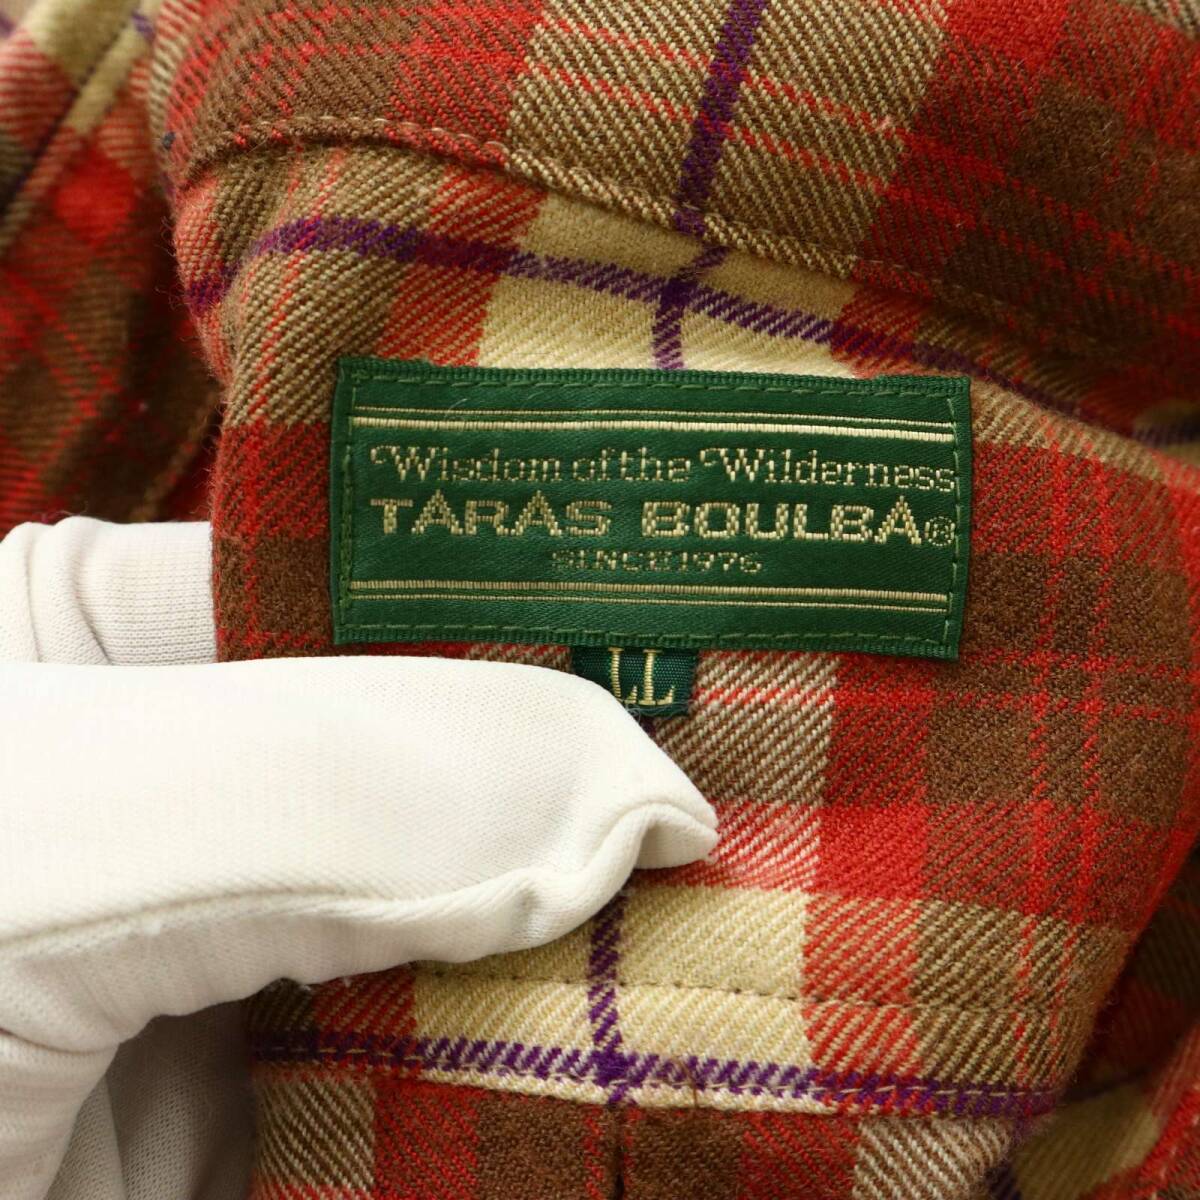 Wisdom of the Wilderness
TARAS BOULBA®
SINCE 1976
LL